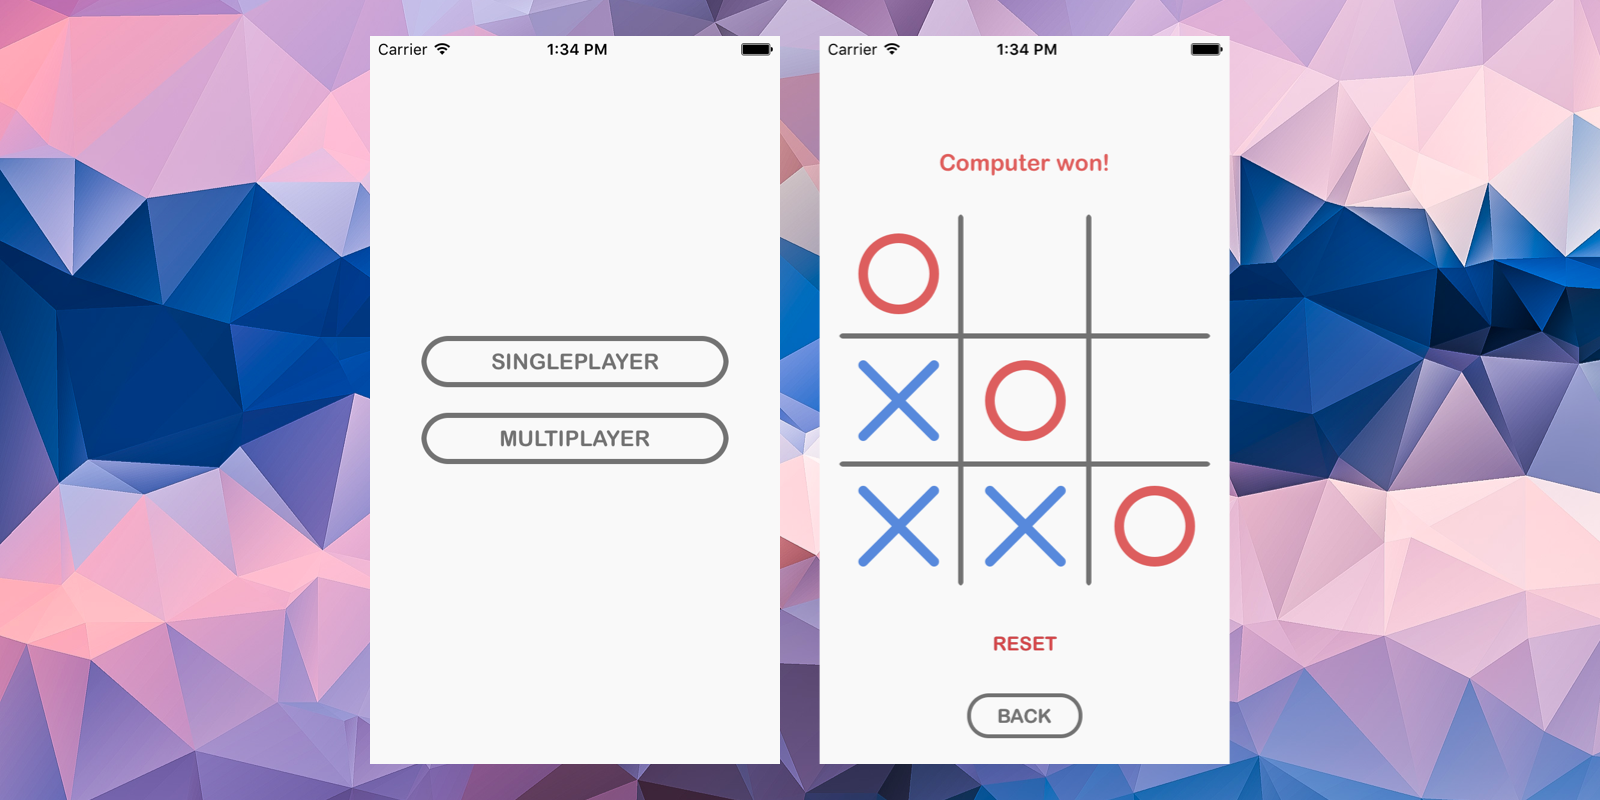 Carrier 1:34 PM
SINGLEPLAYER
MULTIPLAYER
Carrier 1:34 PM
Computer won!
RESET
BACK